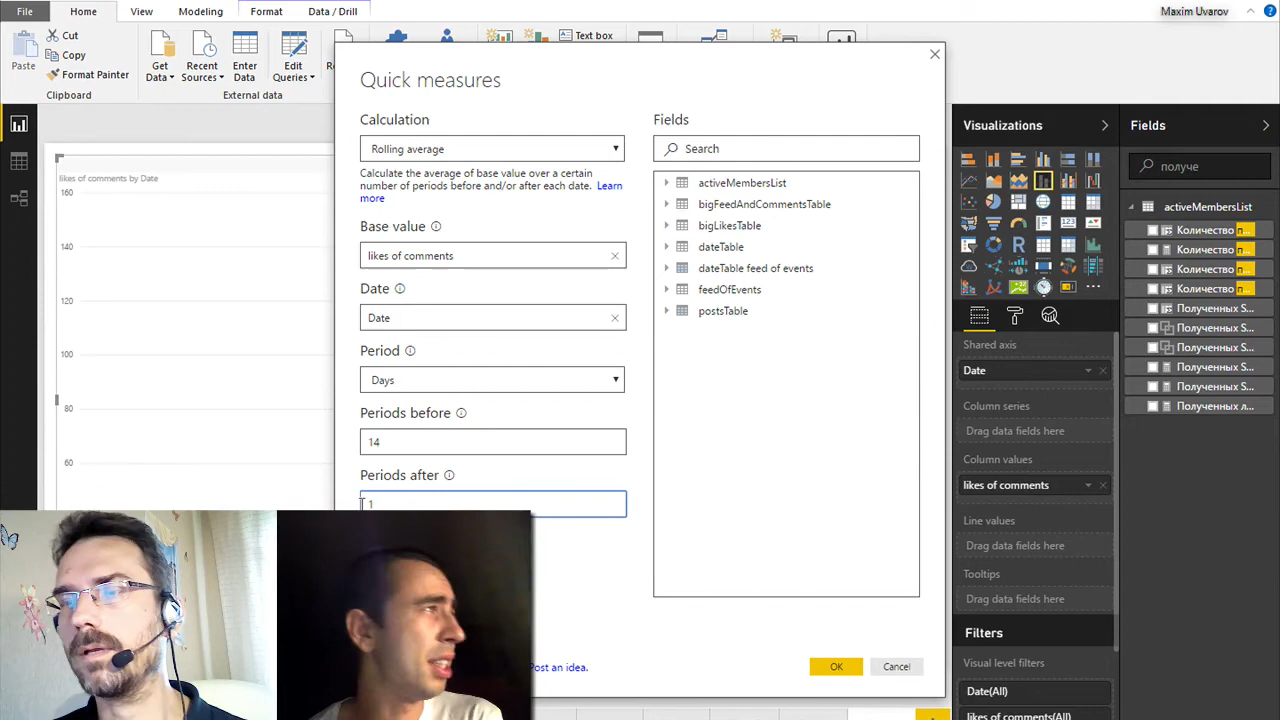 File
Home
View
Modeling
Format
Data / Drill
Maxim Uvarov
Paste
Cut
Copy
Format Painter
Clipboard
Get Data
Recent Sources
Enter Data
Edit Queries
External data
Text box
Quick measures
Calculation
Rolling average
Calculate the average of base value over a certain
number of periods before and/or after each date. Learn
more
Base value
likes of comments
Date
Date
Period
Days
Periods before
14
Periods after
1
Post an idea.
Fields
Search
activeMembersList
bigFeedAndCommentsTable
bigLikesTable
dateTable
dateTable feed of events
feedOfEvents
postsTable
OK
Cancel
likes of comments by Date
160
140
120
100
80
60
Visualizations
Shared axis
Date
Column series
Drag data fields here
Column values
likes of comments
Line values
Drag data fields here
Tooltips
Drag data fields here
Filters
Visual level filters
Date(All)
likes of comments(All)
Fields
получе
activeMembersList
Количество п...
Количество п...
Количество п...
Количество п...
Полученных S...
Полученных S...
Полученных S...
Полученных S...
Полученных S...
Полученных л...